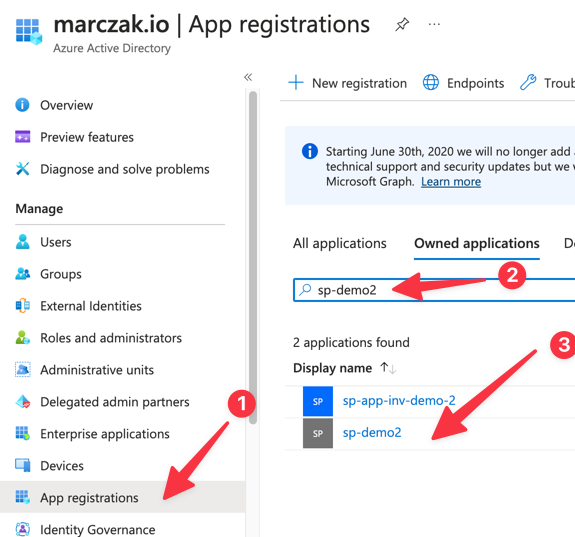 marczak.io | App registrations
Azure Active Directory
Overview
Preview features
Diagnose and solve problems
Manage
Users
Groups
External Identities
Roles and administrators
Administrative units
Delegated admin partners
Enterprise applications
Devices
App registrations
Identity Governance
1
New registration Endpoints Troub
Starting June 30th, 2020 we will no longer add
technical support and security updates but we
Microsoft Graph. Learn more
All applications Owned applications De
sp-demo2
2
2 applications found
3
Display name
SP sp-app-inv-demo-2
SP sp-demo2